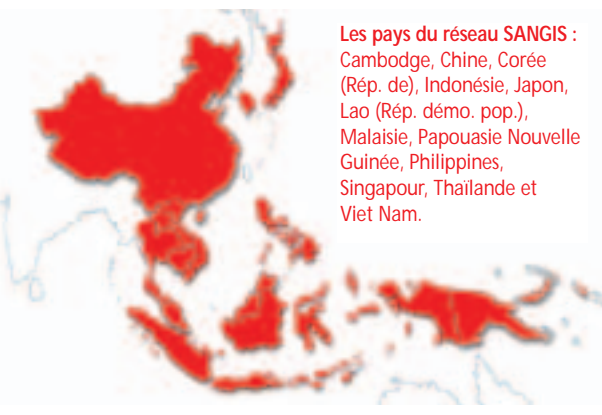 Les pays du réseau SANGIS :
Cambodge, Chine, Corée
(Rép. de), Indonésie, Japon,
Lao (Rép. démo. pop.),
Malaisie, Papouasie Nouvelle
Guinée, Philippines,
Singapour, Thaïlande et
Viet Nam.